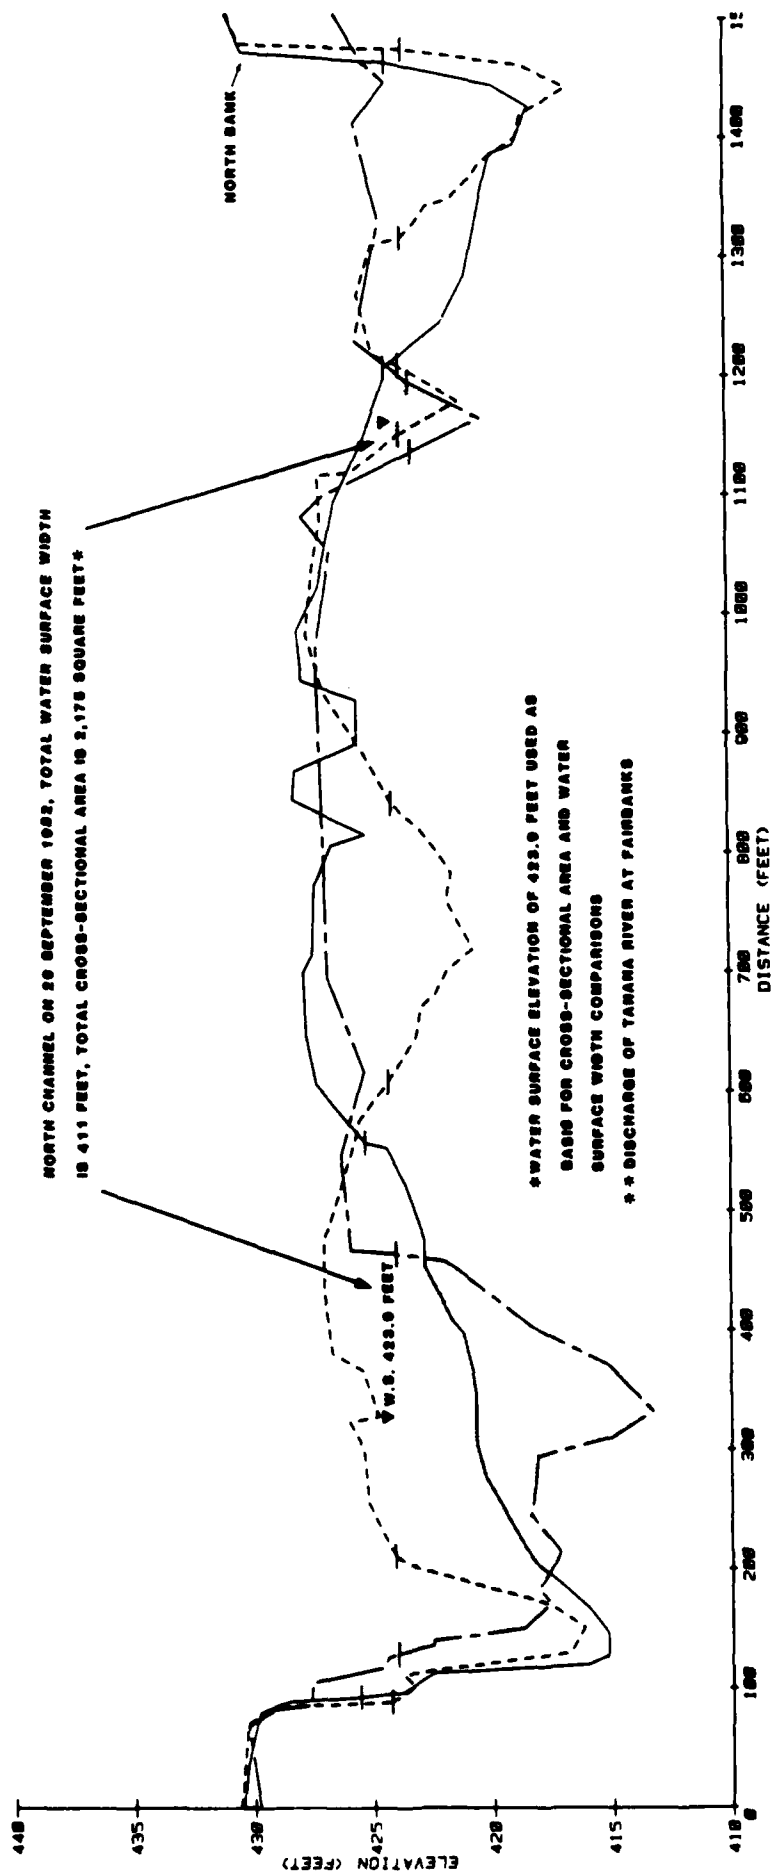 NORTH CHANNEL ON 20 SEPTEMBER 1982, TOTAL WATER SURFACE WIDTH
IS 411 FEET, TOTAL CROSS-SECTIONAL AREA IS 2,175 SQUARE FEET*
NORTH BANK
W.S. 423.9 FEET
*WATER SURFACE ELEVATION OF 423.9 FEET USED AS
BASIS FOR CROSS-SECTIONAL AREA AND WATER
SURFACE WIDTH COMPARISONS
** DISCHARGE OF TANANA RIVER AT FAIRBANKS
ELEVATION (FEET)
440
435
430
425
420
415
410
0
100
200
300
400
500
600
700
800
900
1000
1100
1200
1300
1400
DISTANCE (FEET)